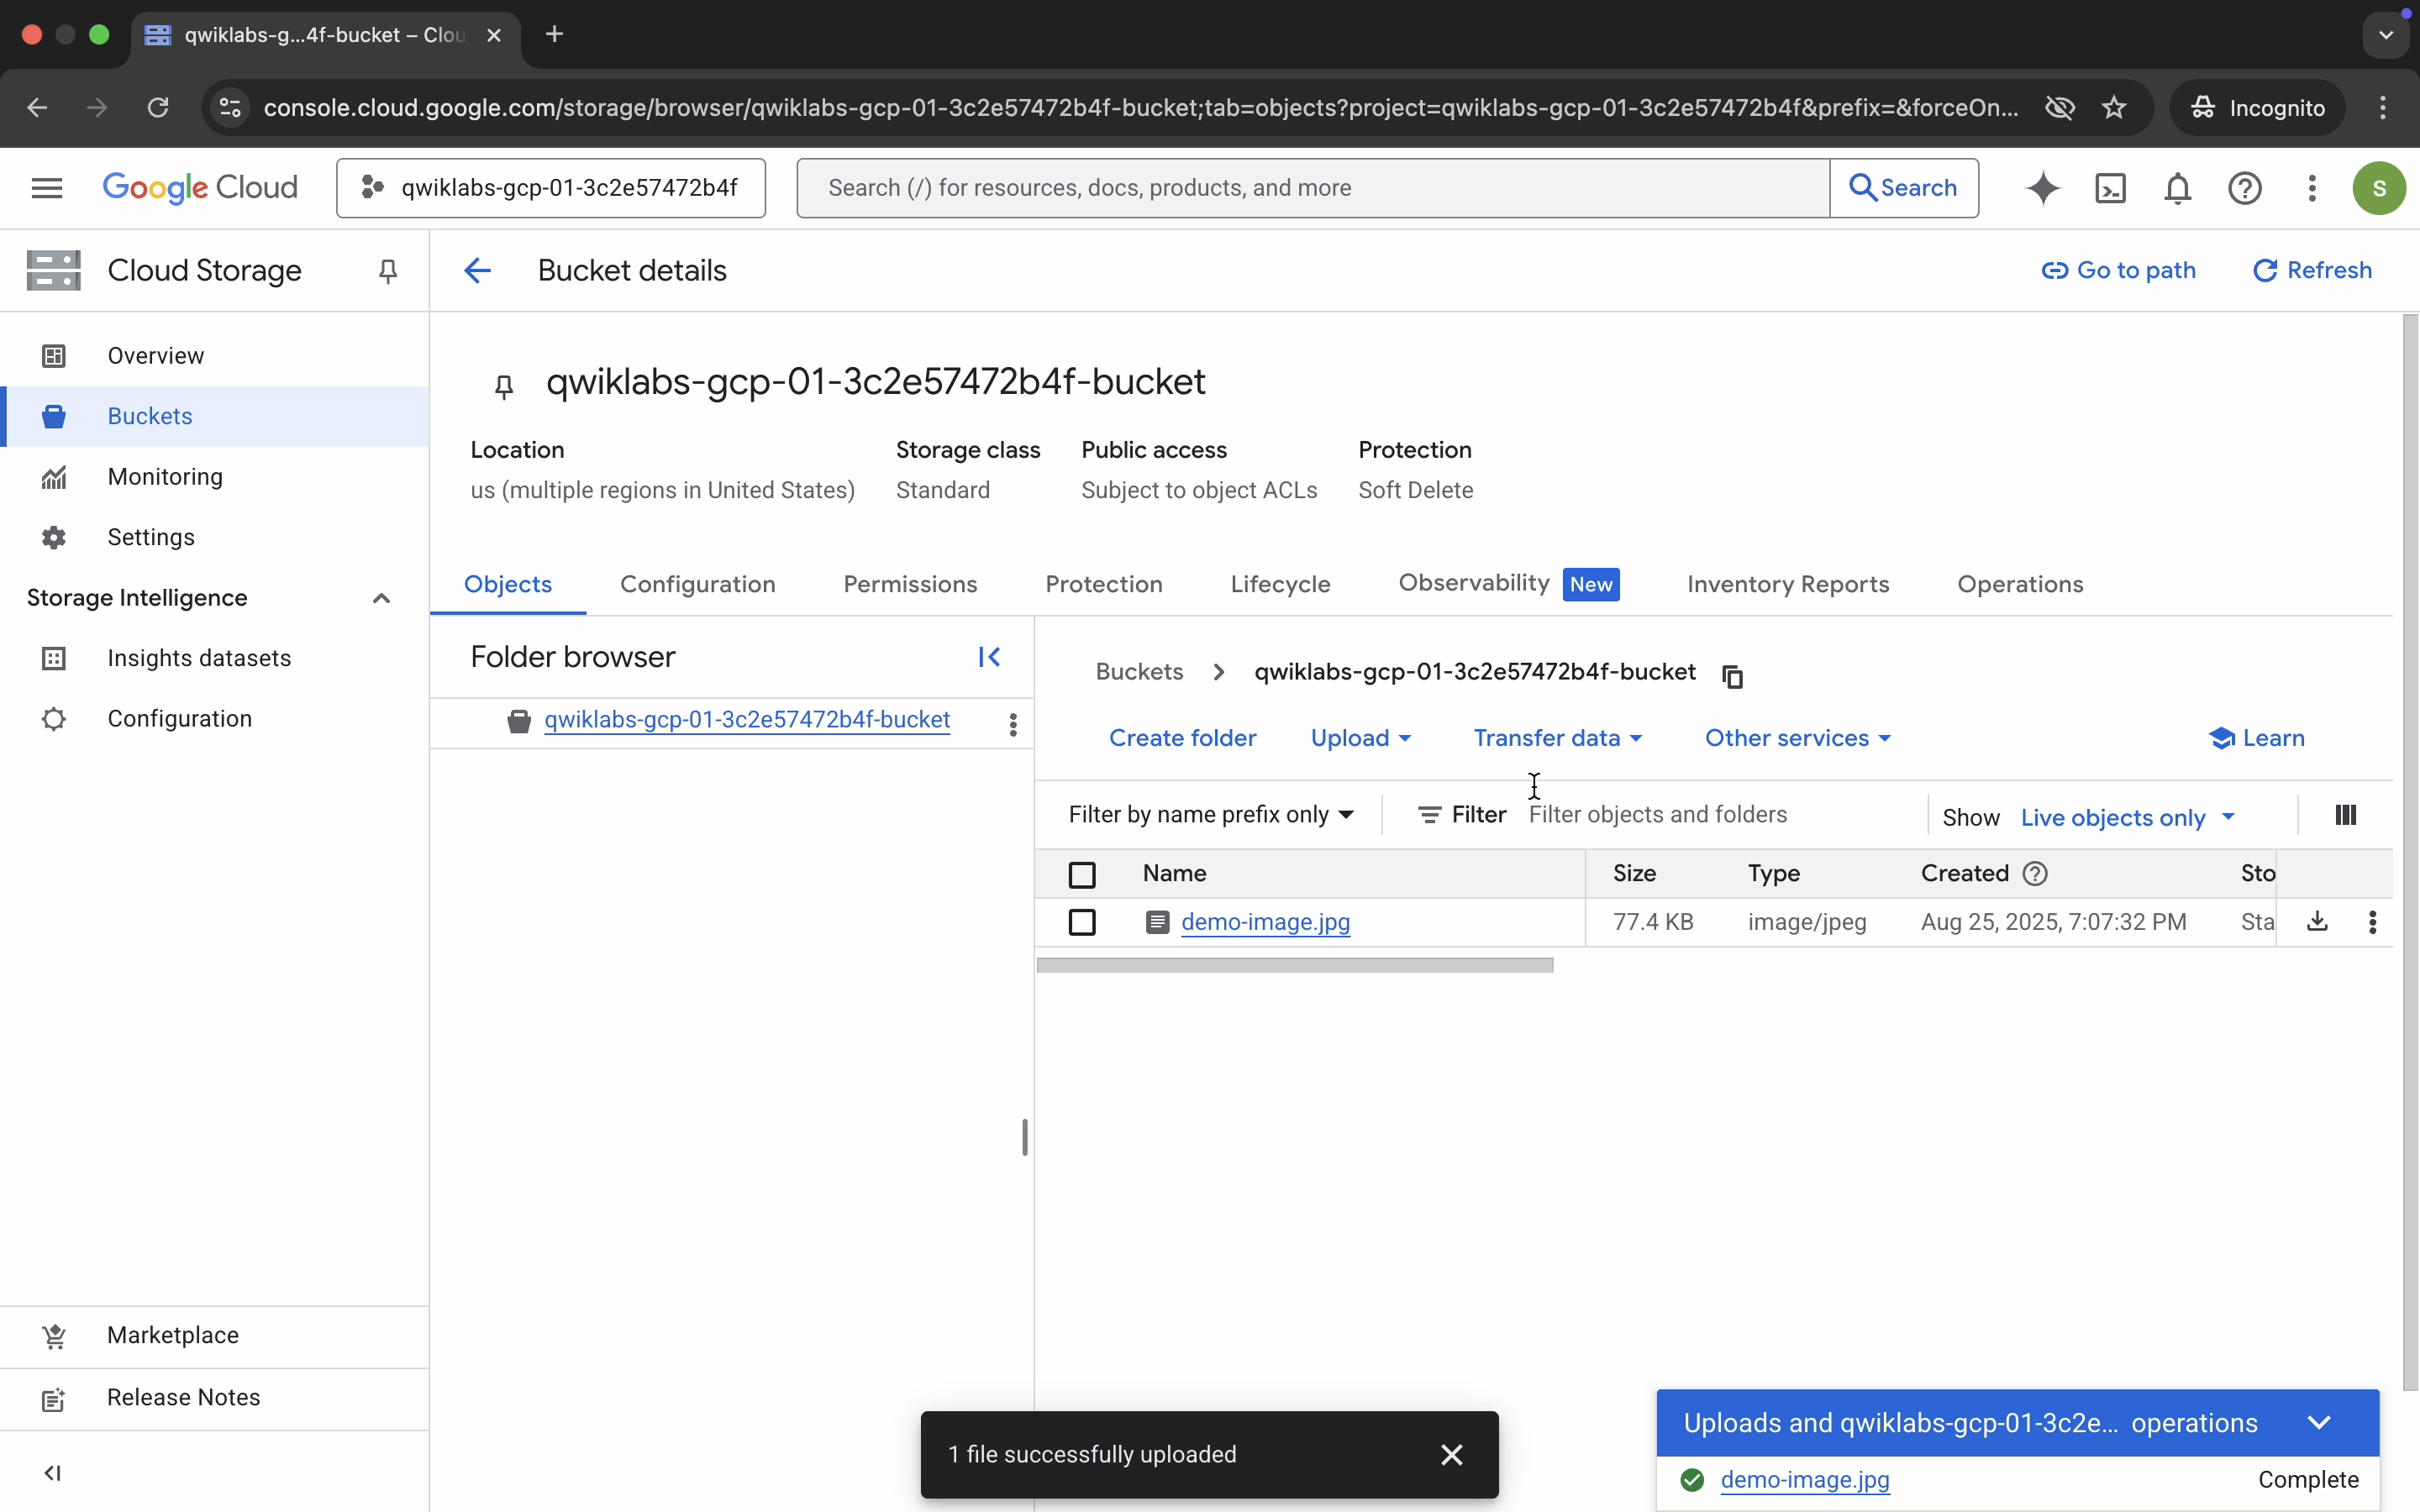 qwiklabs-g...4f-bucket – Clou
console.cloud.google.com/storage/browser/qwiklabs-gcp-01-3c2e57472b4f-bucket;tab=objects?project=qwiklabs-gcp-01-3c2e57472b4f&prefix=&forceOn...
Incognito
Google Cloud
qwiklabs-gcp-01-3c2e57472b4f
Search (/) for resources, docs, products, and more
Search
S
Cloud Storage
Bucket details
Go to path
Refresh
Overview
Buckets
Monitoring
Settings
Storage Intelligence
Insights datasets
Configuration
Marketplace
Release Notes
qwiklabs-gcp-01-3c2e57472b4f-bucket
Location Storage class Public access Protection
us (multiple regions in United States) Standard Subject to object ACLs Soft Delete
Objects Configuration Permissions Protection Lifecycle Observability New Inventory Reports Operations
Folder browser
qwiklabs-gcp-01-3c2e57472b4f-bucket
Buckets > qwiklabs-gcp-01-3c2e57472b4f-bucket
Create folder Upload Transfer data Other services Learn
Filter by name prefix only Filter Filter objects and folders Show Live objects only
Name Size Type Created Sto
demo-image.jpg 77.4 KB image/jpeg Aug 25, 2025, 7:07:32 PM Sta
1 file successfully uploaded
Uploads and qwiklabs-gcp-01-3c2e... operations
demo-image.jpg Complete